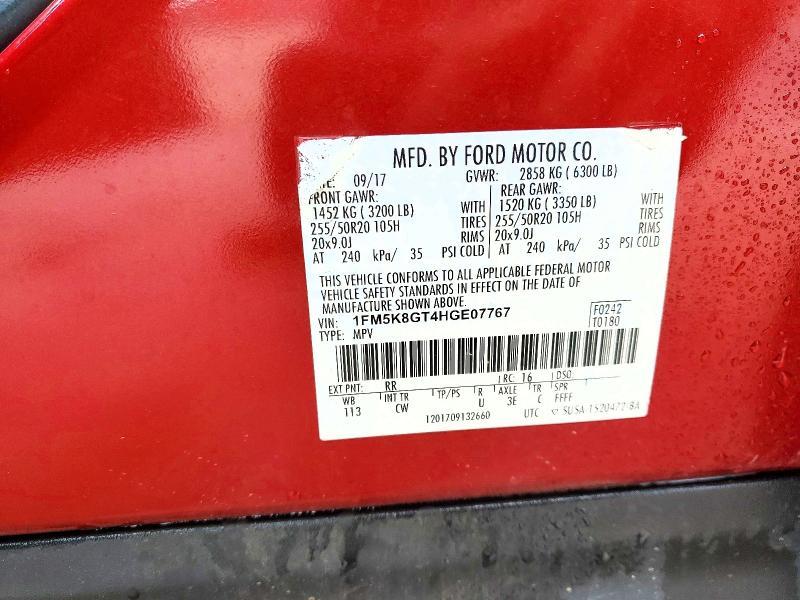 MFD. BY FORD MOTOR CO.
09/17 GVWR: 2858 KG ( 6300 LB)
FRONT GAWR: REAR GAWR:
1452 KG ( 3200 LB) WITH 1520 KG ( 3350 LB) WITH
255/50R20 105H TIRES 255/50R20 105H TIRES
20x9.0J RIMS 20x9.0J RIMS
AT 240 kPa/ 35 PSI COLD AT 240 kPa/ 35 PSI COLD
THIS VEHICLE CONFORMS TO ALL APPLICABLE FEDERAL MOTOR
VEHICLE SAFETY STANDARDS IN EFFECT ON THE DATE OF
MANUFACTURE SHOWN ABOVE.
VIN: 1FM5K8GT4HGE07767 F0242
TYPE: MPV T0180
EXT PNT: RR RC: 16 DSO:
WB INT TR TP/PS R AXLE TR SPR
113 CW U 3E C FFFF
1201709132660 UTC SUSA-1520472-BA